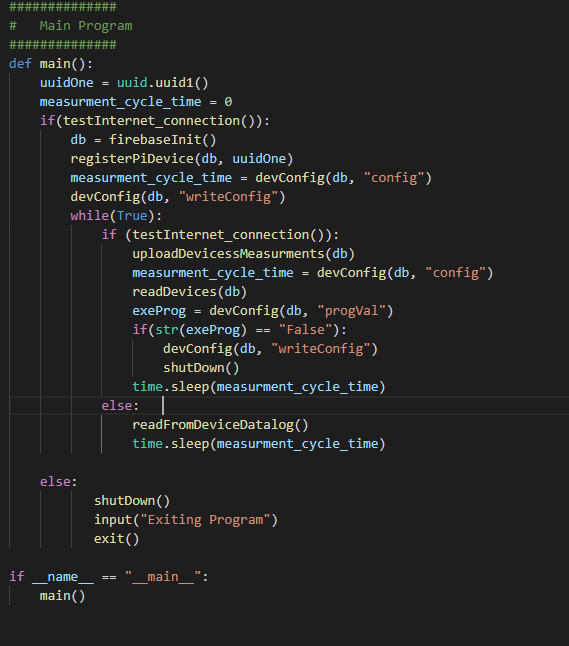 ##############
#   Main Program
##############
def main():
    uuidOne = uuid.uuid1()
    measurment_cycle_time = 0
    if(testInternet_connection()):
        db = firebaseInit()
        registerPiDevice(db, uuidOne)
        measurment_cycle_time = devConfig(db, "config")
        devConfig(db, "writeConfig")
        while(True):
            if (testInternet_connection()):
                uploadDevicessMeasurments(db)
                measurment_cycle_time = devConfig(db, "config")
                readDevices(db)
                exeProg = devConfig(db, "progVal")
                if(str(exeProg) == "False"):
                    devConfig(db, "writeConfig")
                    shutDown()
                time.sleep(measurment_cycle_time)
            else:
                readFromDeviceDatalog()
                time.sleep(measurment_cycle_time)

    else:
           shutDown()
           input("Exiting Program")
           exit()

if __name__ == "__main__":
    main()